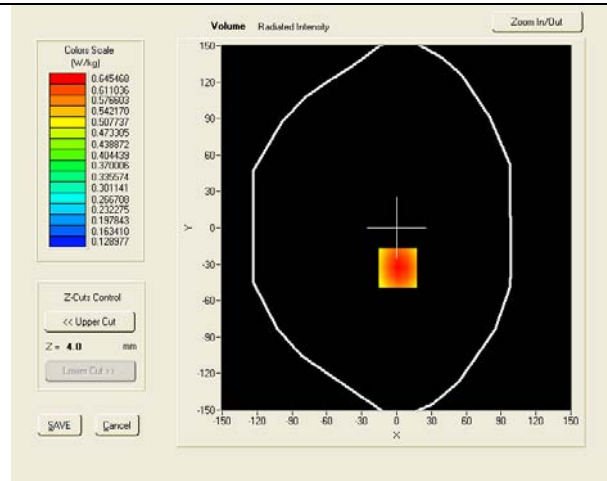 Volume Radiated Intensity
Zoom In/Out
Colors Scale
(W/kg)
0.645468
0.611036
0.576603
0.542170
0.507737
0.473305
0.438872
0.404439
0.370006
0.335574
0.301141
0.266708
0.232275
0.197843
0.163410
0.128977
Z-Cuts Control
<< Upper Cut
Z = 4.0 mm
Lower Cut >>
SAVE
Cancel
150
120
90
60
30
0
-30
-60
-90
-120
-150
Y
-150 -120 -90 -60 -30 0 30 60 90 120 150
X